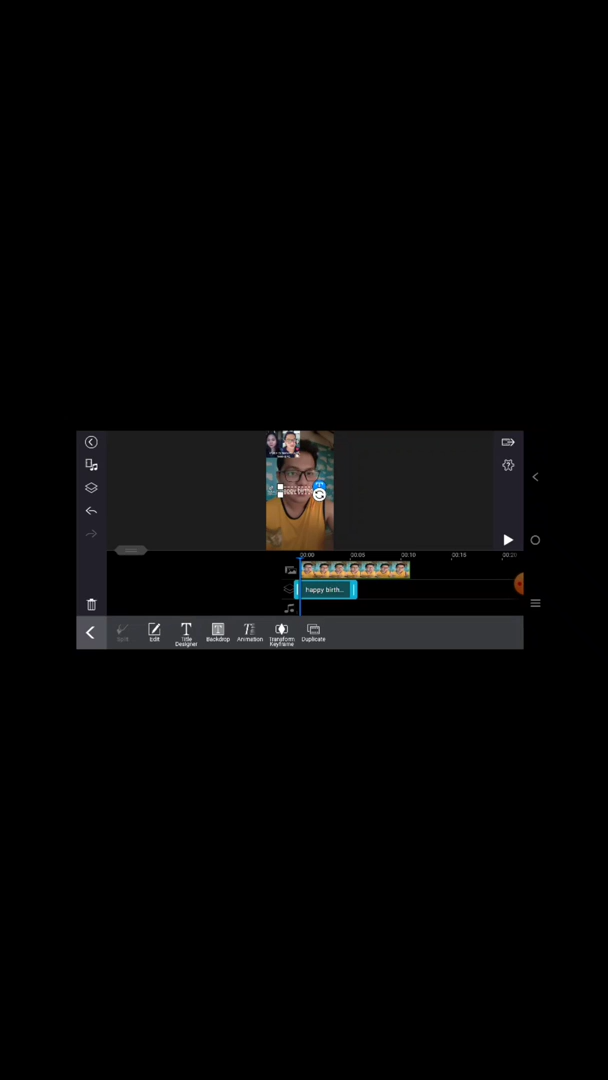 00:00 00:05 00:10 00:15 00:20
happy birth...
Split Edit Title Designer Backdrop Animation Transform Keyframe Duplicate